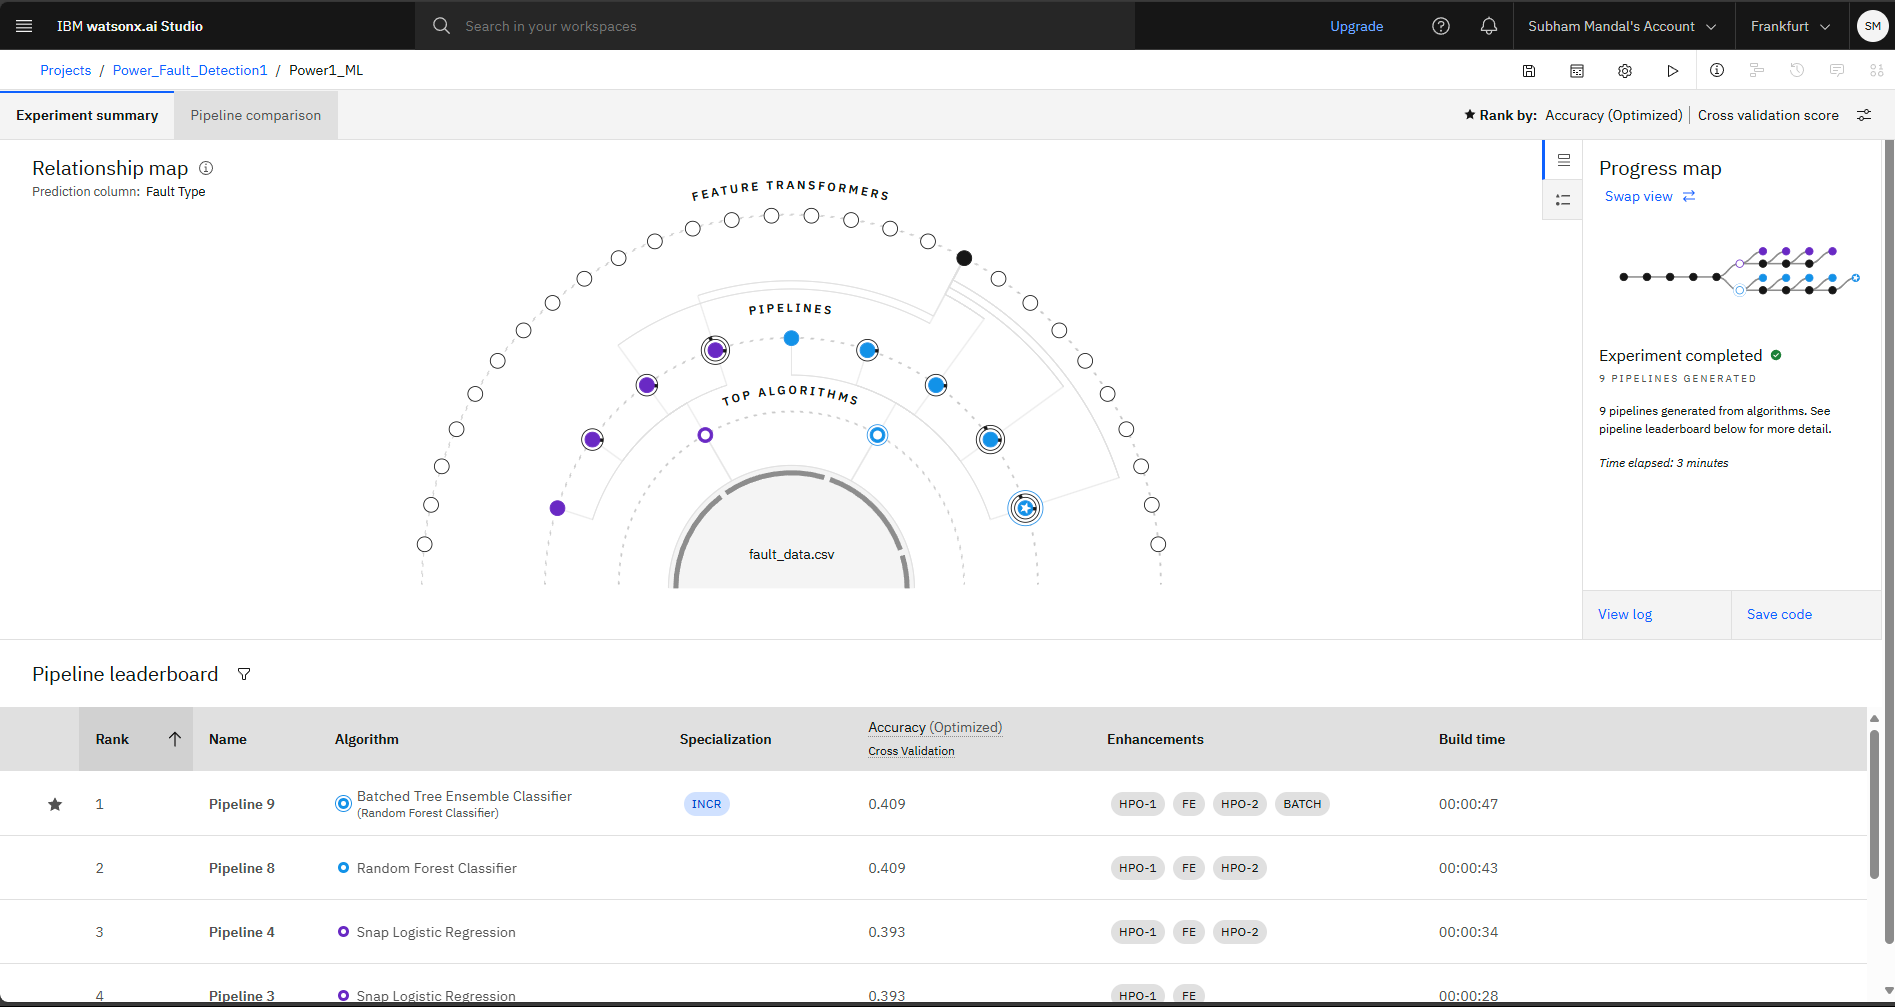 IBM watsonx.ai Studio
Search in your workspaces
Upgrade
Subham Mandal's Account
Frankfurt
SM
Projects / Power_Fault_Detection1 / Power1_ML
Experiment summary
Pipeline comparison
Rank by: Accuracy (Optimized) | Cross validation score
Relationship map
Prediction column: Fault Type
FEATURE TRANSFORMERS
PIPELINES
TOP ALGORITHMS
fault_data.csv
Progress map
Swap view
Experiment completed
9 PIPELINES GENERATED
9 pipelines generated from algorithms. See
pipeline leaderboard below for more detail.
Time elapsed: 3 minutes
View log
Save code
Pipeline leaderboard
Rank Name Algorithm Specialization Accuracy (Optimized) Enhancements Build time
Cross Validation
1 Pipeline 9 Batched Tree Ensemble Classifier INCR 0.409 HPO-1 FE HPO-2 BATCH 00:00:47
(Random Forest Classifier)
2 Pipeline 8 Random Forest Classifier 0.409 HPO-1 FE HPO-2 00:00:43
3 Pipeline 4 Snap Logistic Regression 0.393 HPO-1 FE HPO-2 00:00:34
4 Pipeline 3 Snap Logistic Regression 0.393 HPO-1 FE 00:00:28